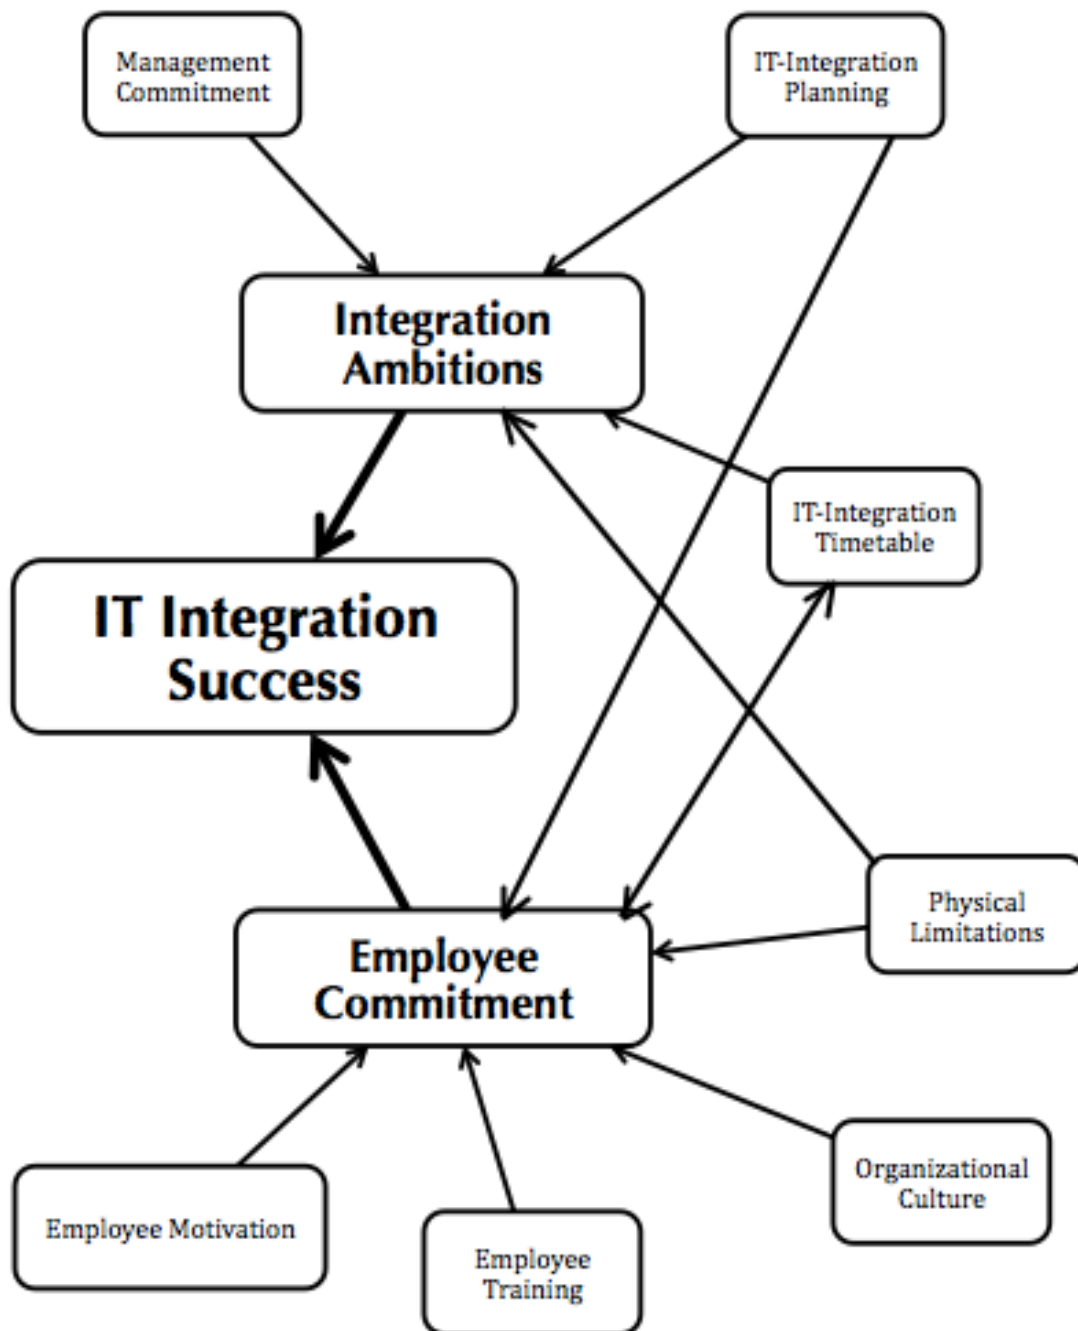 Management
Commitment
IT-Integration
Planning
Integration
Ambitions
IT-Integration
Timetable
IT Integration
Success
Physical
Limitations
Employee
Commitment
Organizational
Culture
Employee Motivation
Employee
Training